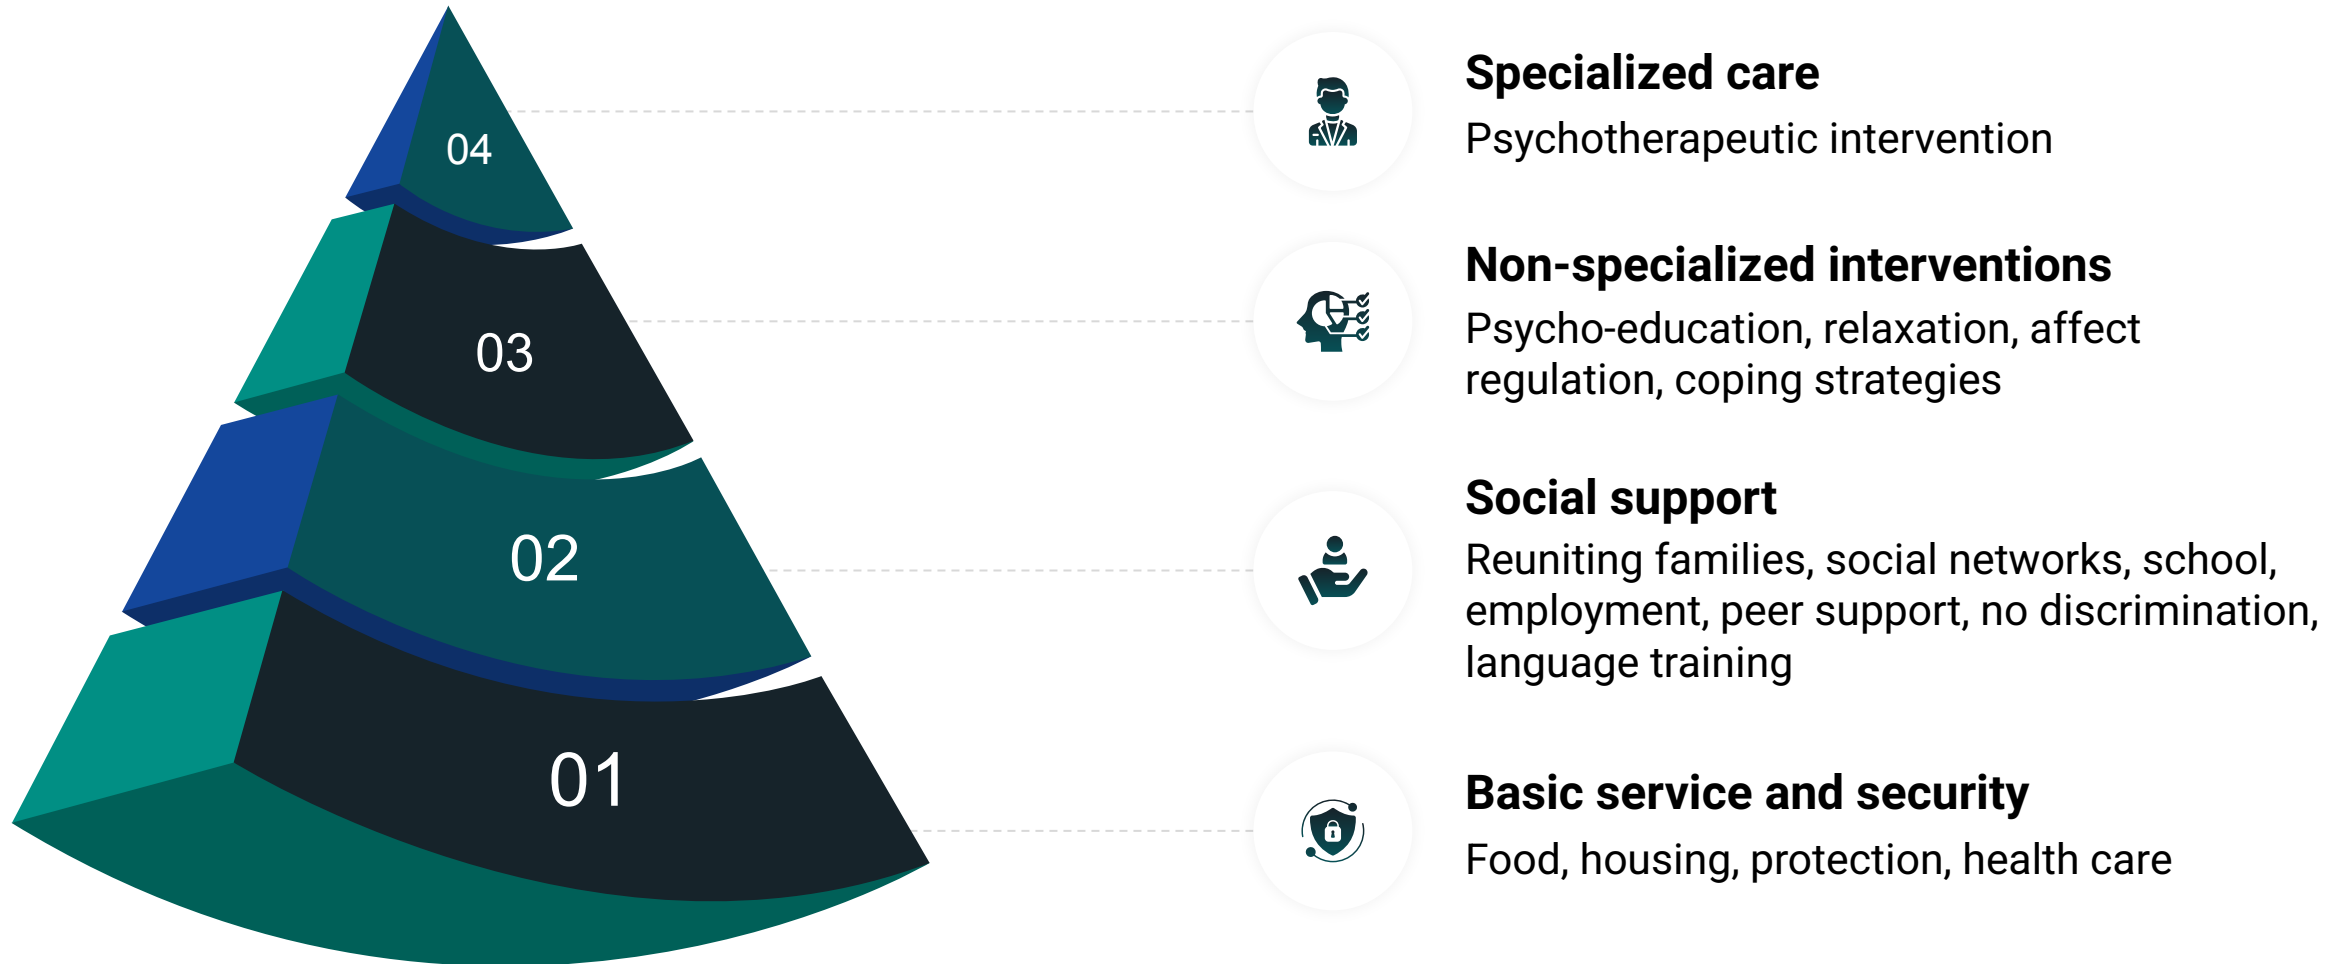 04
Specialized care
Psychotherapeutic intervention
03
Non-specialized interventions
Psycho-education, relaxation, affect
regulation, coping strategies
02
Social support
Reuniting families, social networks, school,
employment, peer support, no discrimination,
language training
01
Basic service and security
Food, housing, protection, health care